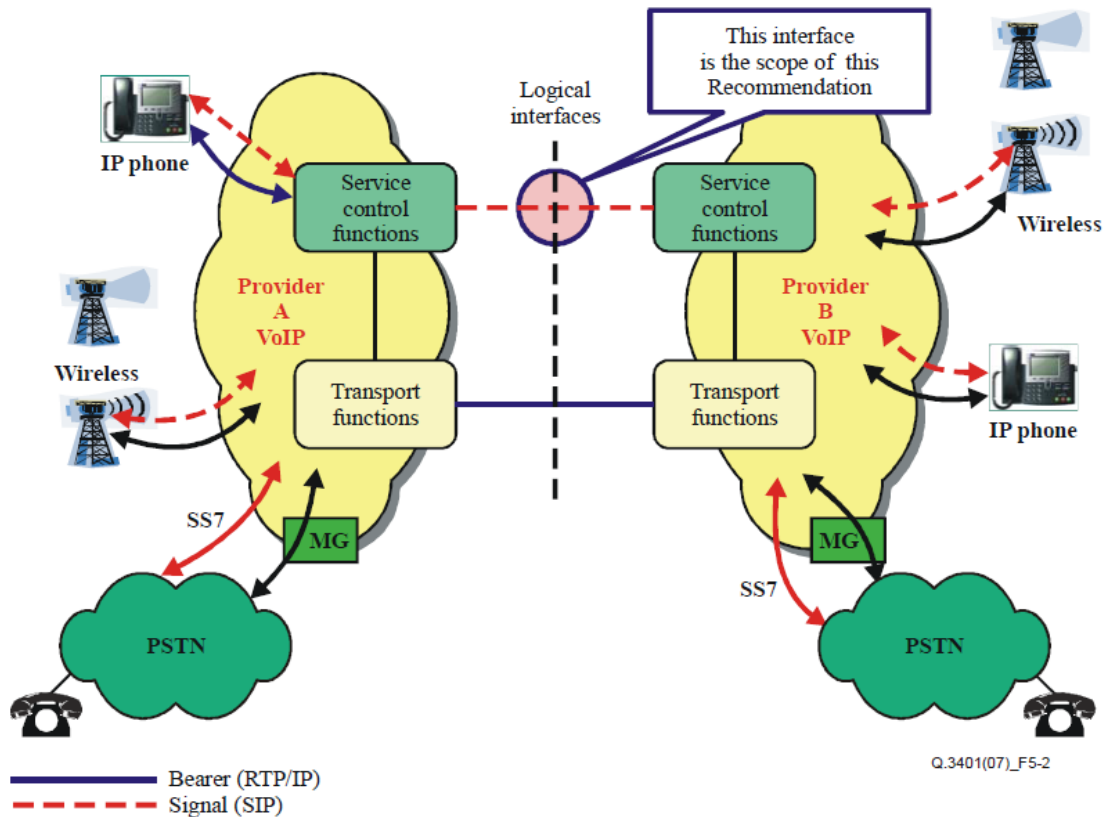 This interface
is the scope of this
Recommendation
Logical
interfaces
IP phone
Service
control
functions
Service
control
functions
Wireless
Provider
A
VoIP
Provider
B
VoIP
Wireless
Transport
functions
Transport
functions
IP phone
SS7
MG
MG
SS7
PSTN
PSTN
Q.3401(07)_F5-2
Bearer (RTP/IP)
Signal (SIP)